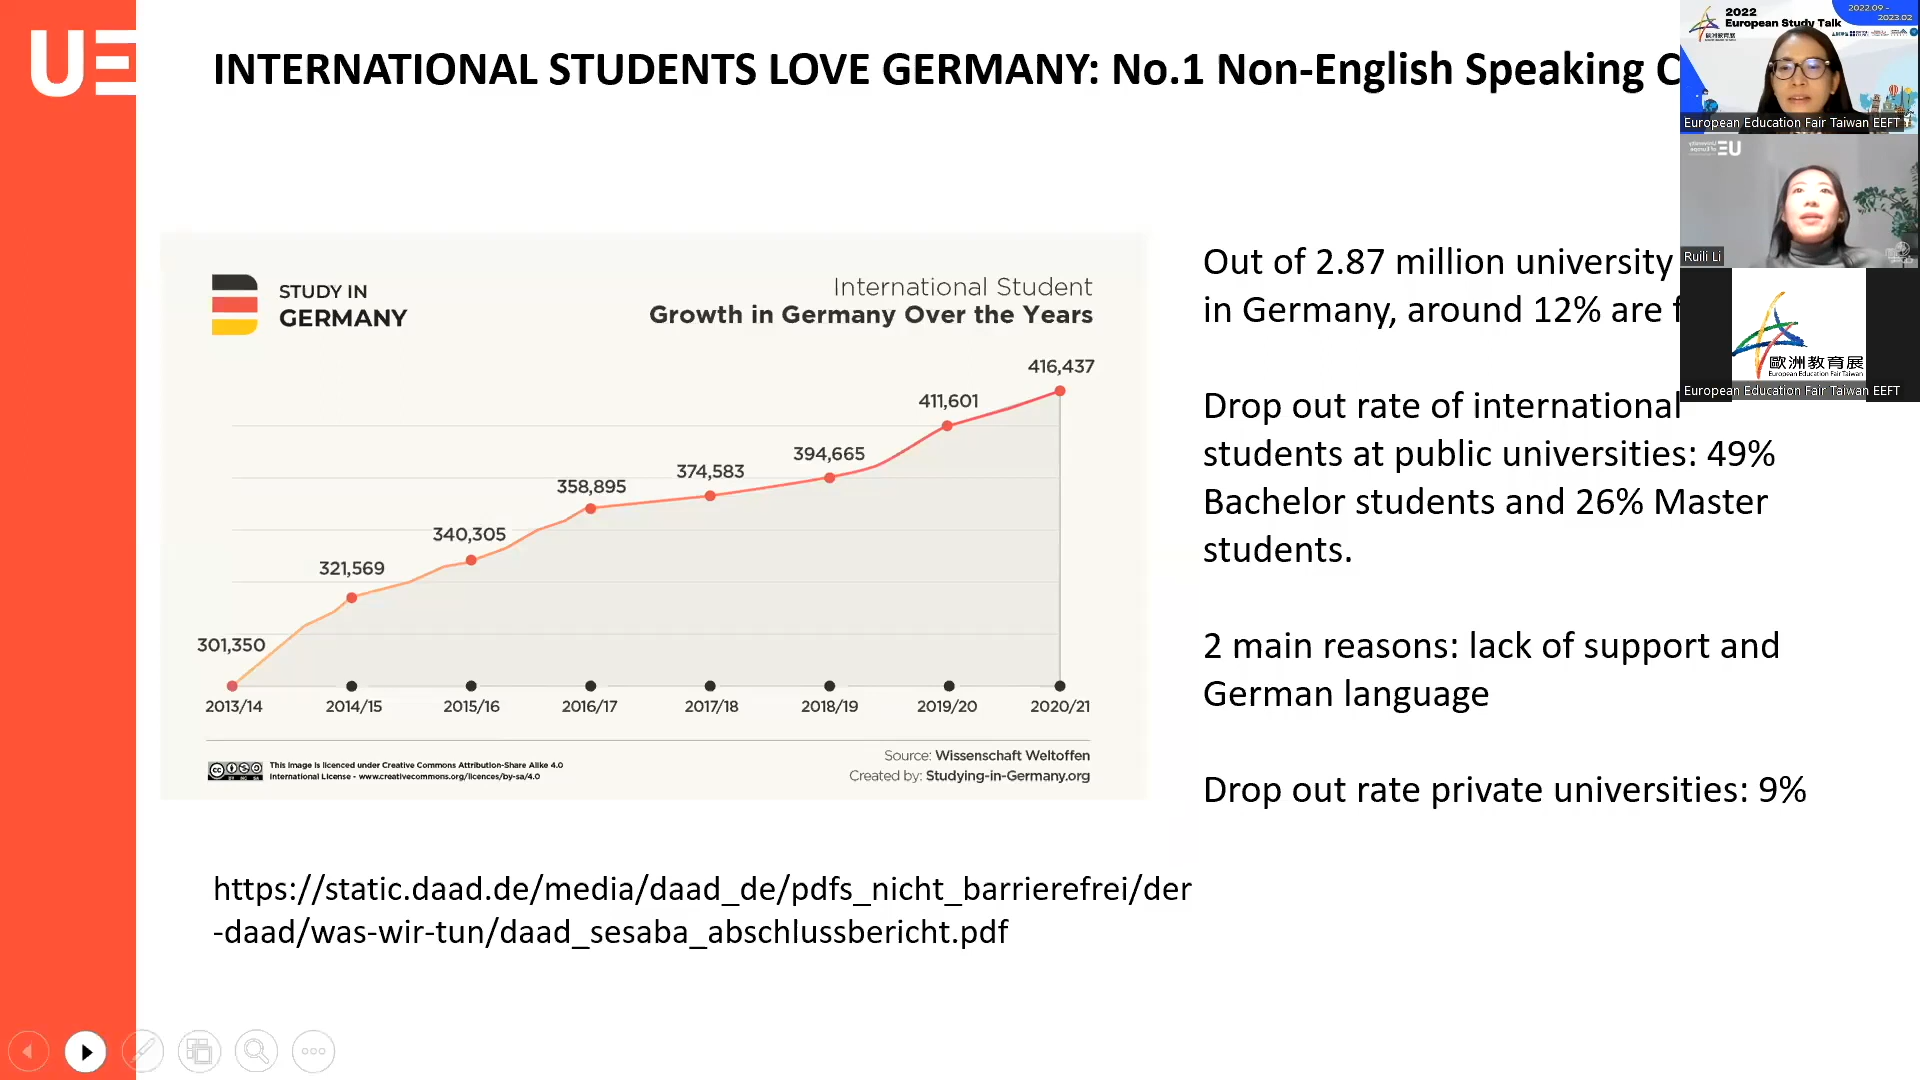 UE
INTERNATIONAL STUDENTS LOVE GERMANY: No.1 Non-English Speaking C
STUDY IN
GERMANY
International Student
Growth in Germany Over the Years
416,437
411,601
394,665
374,583
358,895
340,305
321,569
301,350
2013/14 2014/15 2015/16 2016/17 2017/18 2018/19 2019/20 2020/21
This image is licenced under Creative Commons Attribution-Share Alike 4.0
International License - www.creativecommons.org/licences/by-sa/4.0
Source: Wissenschaft Weltoffen
Created by: Studying-in-Germany.org
https://static.daad.de/media/daad_de/pdfs_nicht_barrierefrei/der
-daad/was-wir-tun/daad_sesaba_abschlussbericht.pdf
Out of 2.87 million university
in Germany, around 12% are f
Drop out rate of international
students at public universities: 49%
Bachelor students and 26% Master
students.
2 main reasons: lack of support and
German language
Drop out rate private universities: 9%
2022
European Study Talk
歐洲教育展
2022.09 -
2023.02
European Education Fair Taiwan EEFT
Ruili Li
歐洲教育展
European Education Fair Taiwan
European Education Fair Taiwan EEFT